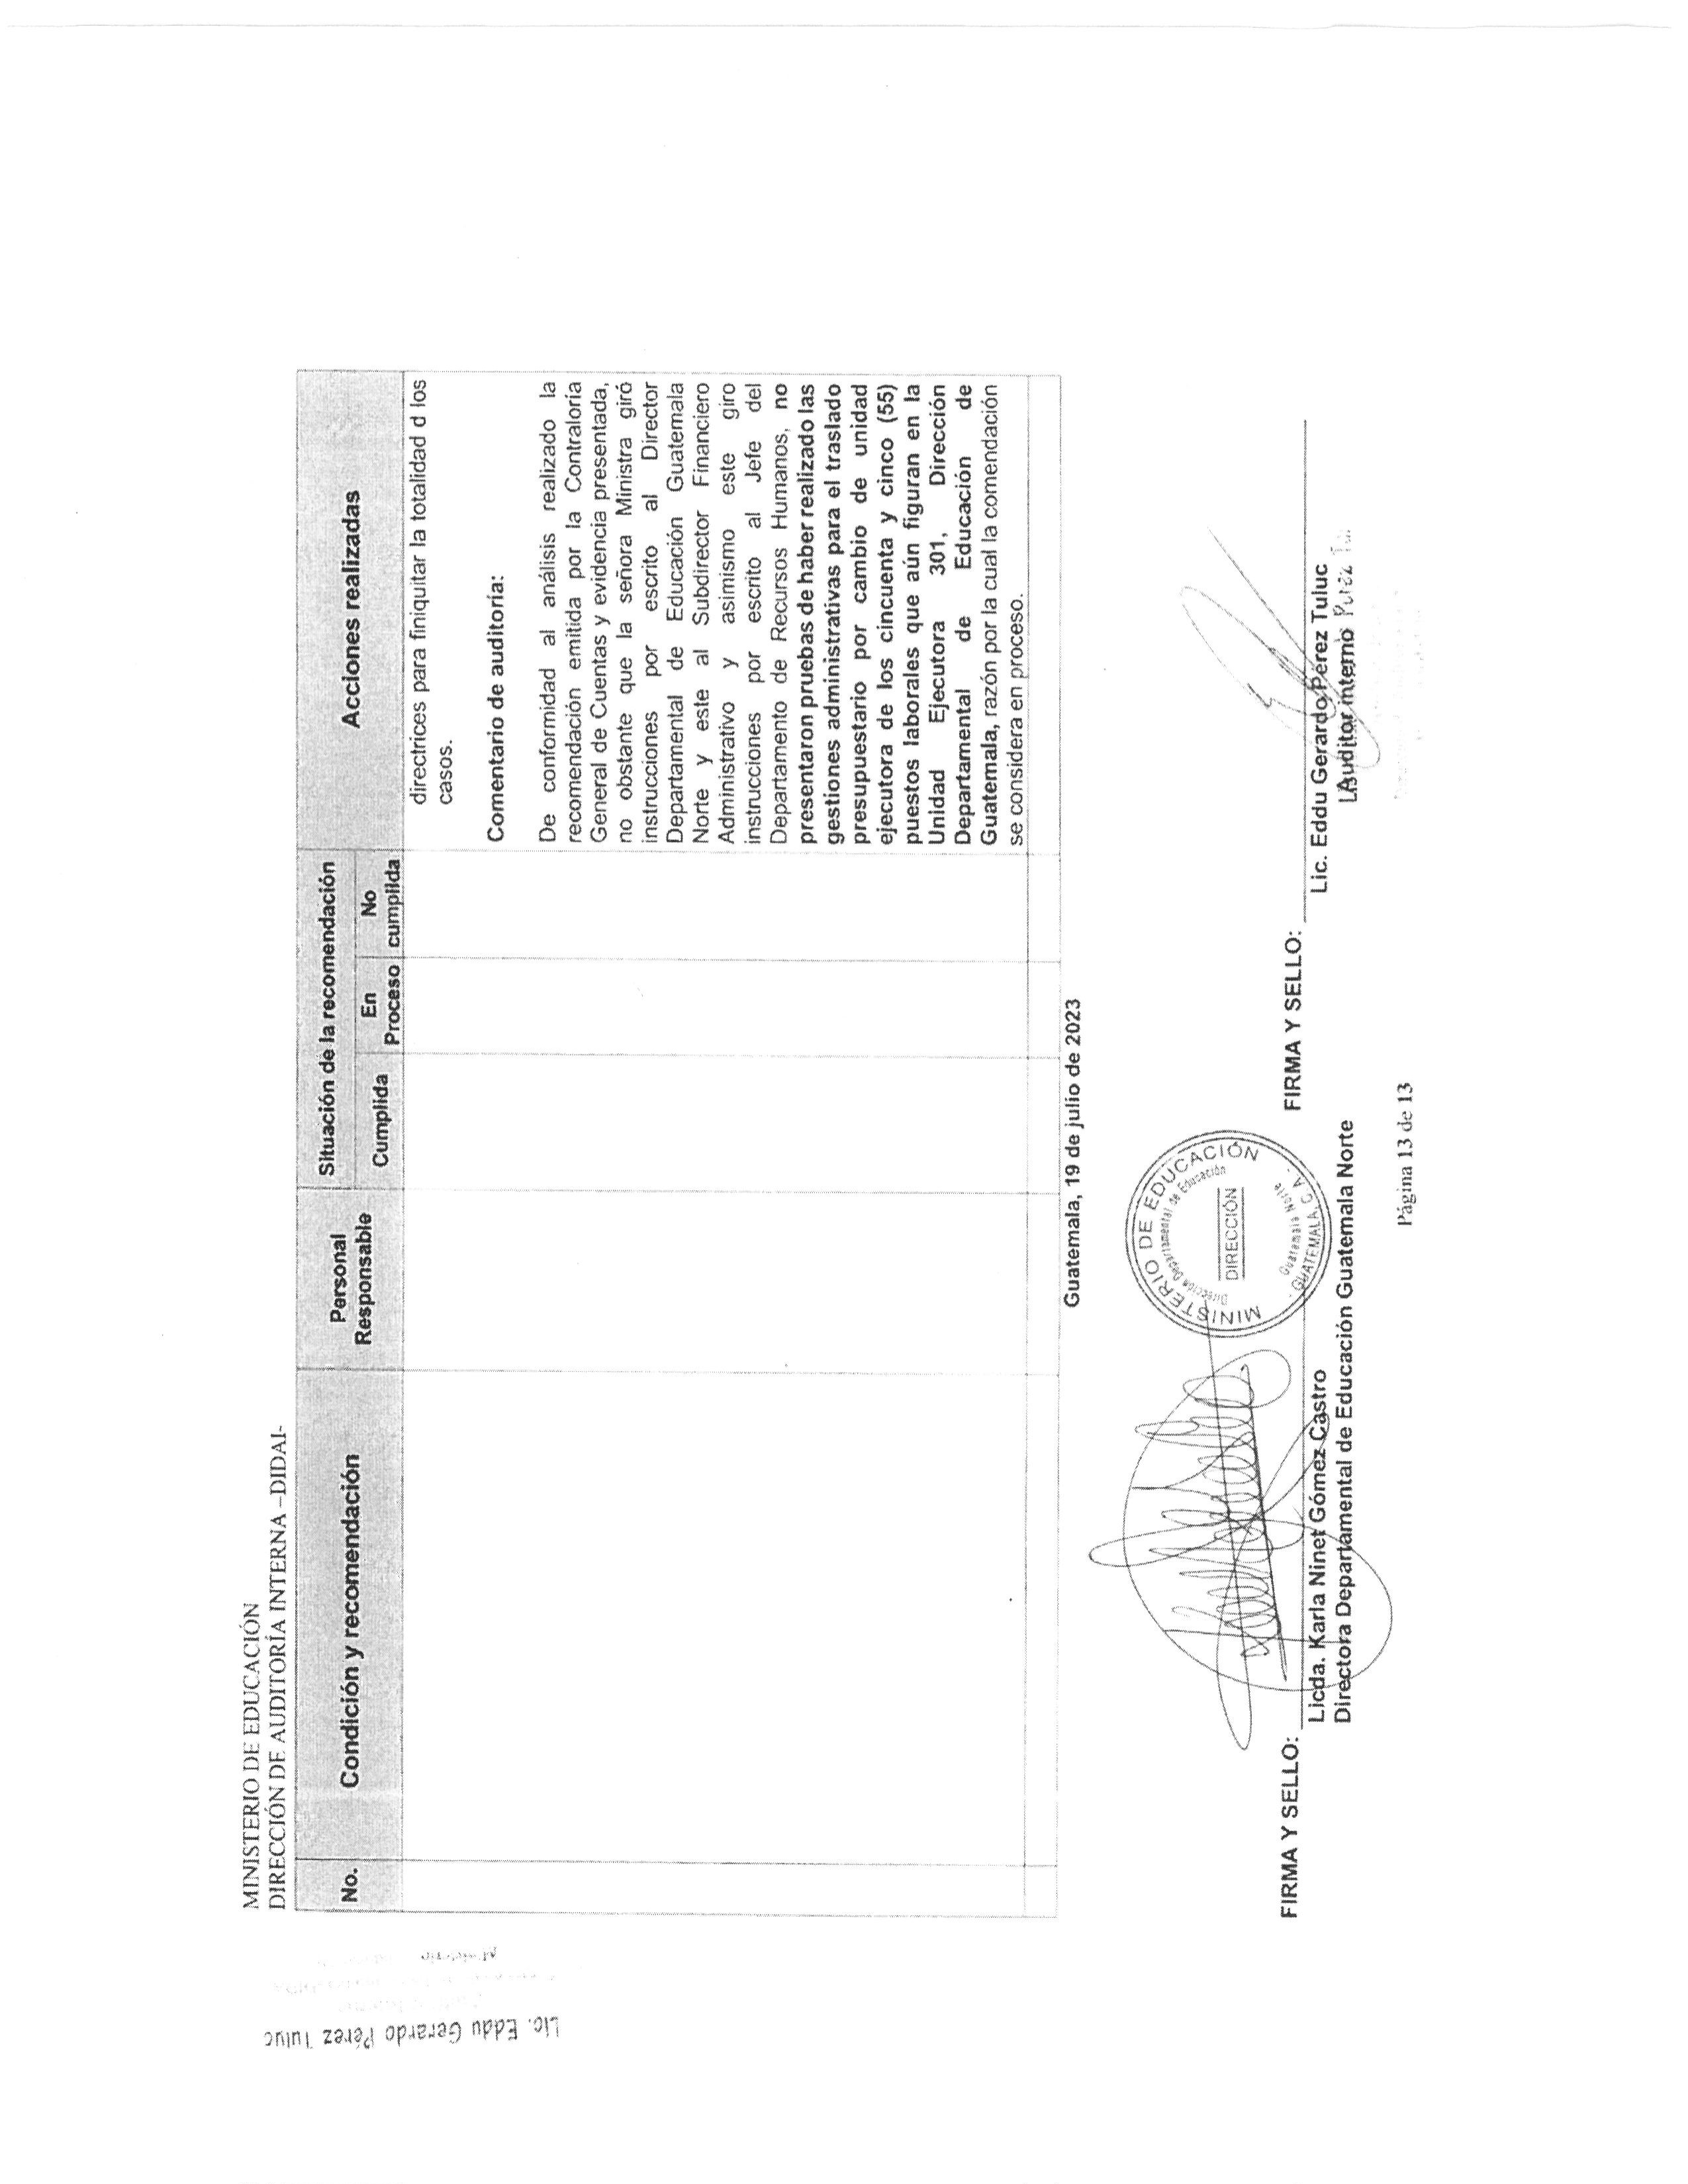 MINISTERIO DE EDUCACIÓN
DIRECCIÓN DE AUDITORÍA INTERNA –DIDAI-
No.
Condición y recomendación
Personal
Responsable
Situación de la recomendación
Cumplida
En
Proceso
No
cumplida
Acciones realizadas
directrices para finiquitar la totalidad d los
casos.
Comentario de auditoría:
De conformidad al análisis realizado la
recomendación emitida por la Contraloría
General de Cuentas y evidencia presentada,
no obstante que la señora Ministra giró
instrucciones por escrito al Director
Departamental de Educación Guatemala
Norte y este al Subdirector Financiero
Administrativo y asimismo este giro
instrucciones por escrito al Jefe del
Departamento de Recursos Humanos, no
presentaron pruebas de haber realizado las
gestiones administrativas para el traslado
presupuestario por cambio de unidad
ejecutora de los cincuenta y cinco (55)
puestos laborales que aún figuran en la
Unidad Ejecutora 301, Dirección
Departamental de Educación de
Guatemala, razón por la cual la comendación
se considera en proceso.
Guatemala, 19 de julio de 2023
MINISTERIO DE EDUCACIÓN
Dirección Departamental de Educación
DIRECCIÓN
Guatemala Norte
GUATEMALA, C.A.
FIRMA Y SELLO:
Licda. Karla Ninet Gómez Castro
Directora Departamental de Educación Guatemala Norte
FIRMA Y SELLO:
Lic. Eddu Gerardo Pérez Tuluc
Auditor interno
Página 13 de 13
Lic. Eddu Gerardo Pérez Tuluc